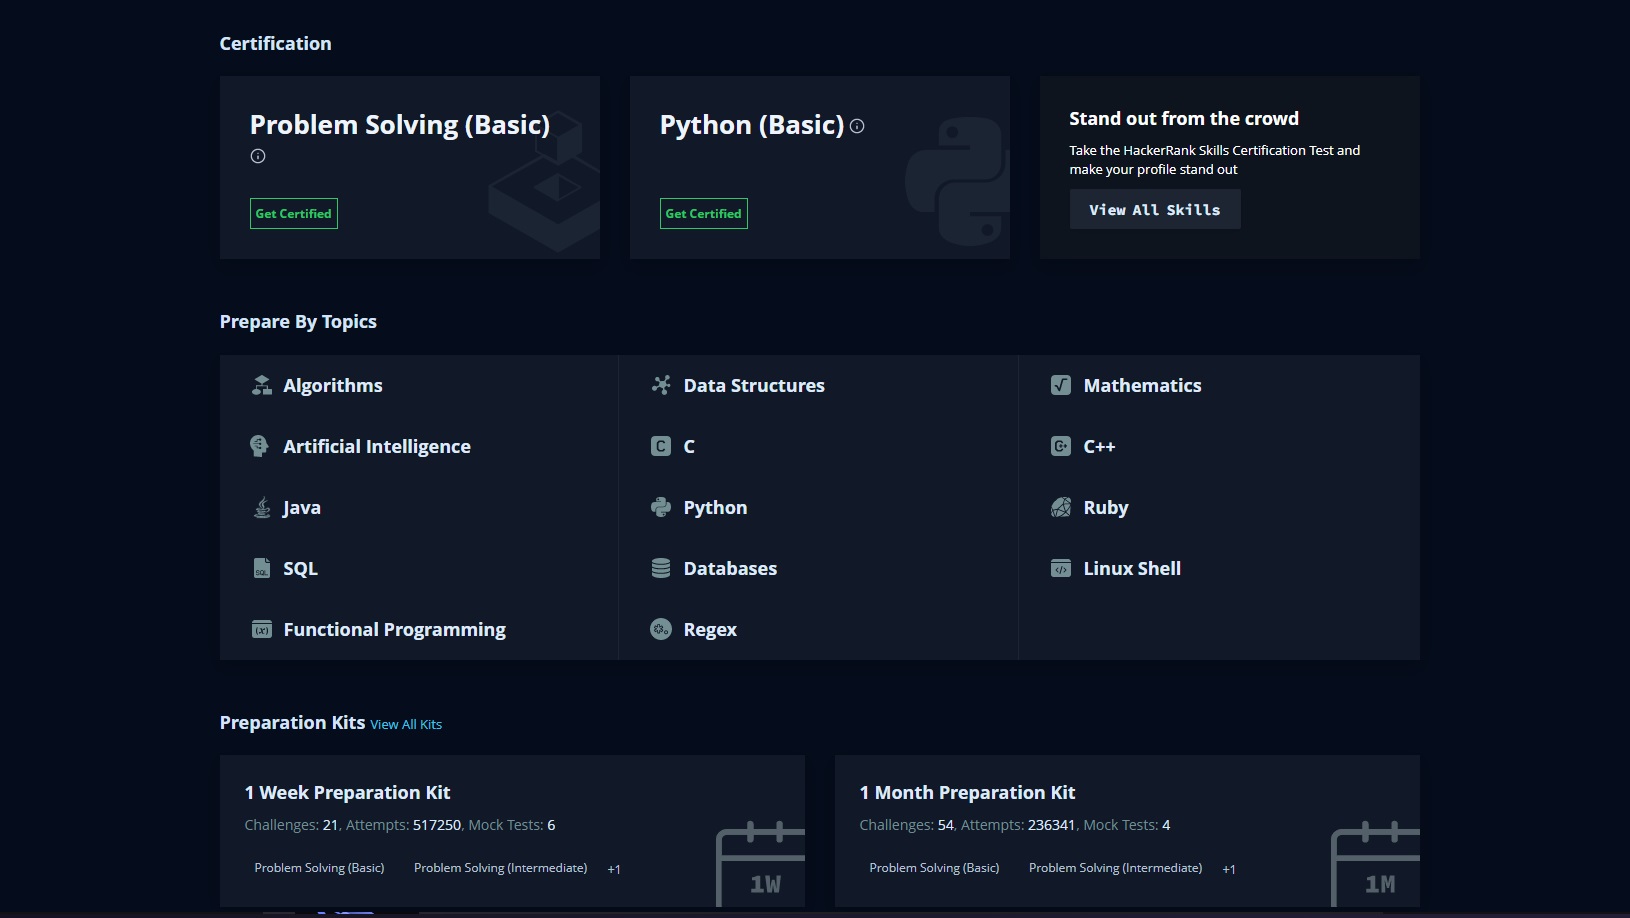 Certification
Problem Solving (Basic)
Get Certified
Python (Basic)
Get Certified
Stand out from the crowd
Take the HackerRank Skills Certification Test and
make your profile stand out
View All Skills
Prepare By Topics
Algorithms
Data Structures
Mathematics
Artificial Intelligence
C
C
C++
C++
Java
Python
Ruby
SQL
SQL
Databases
</>
Linux Shell
(x)
Functional Programming
Regex
Preparation Kits View All Kits
1 Week Preparation Kit
Challenges: 21, Attempts: 517250, Mock Tests: 6
Problem Solving (Basic) Problem Solving (Intermediate) +1
1W
1 Month Preparation Kit
Challenges: 54, Attempts: 236341, Mock Tests: 4
Problem Solving (Basic) Problem Solving (Intermediate) +1
1M